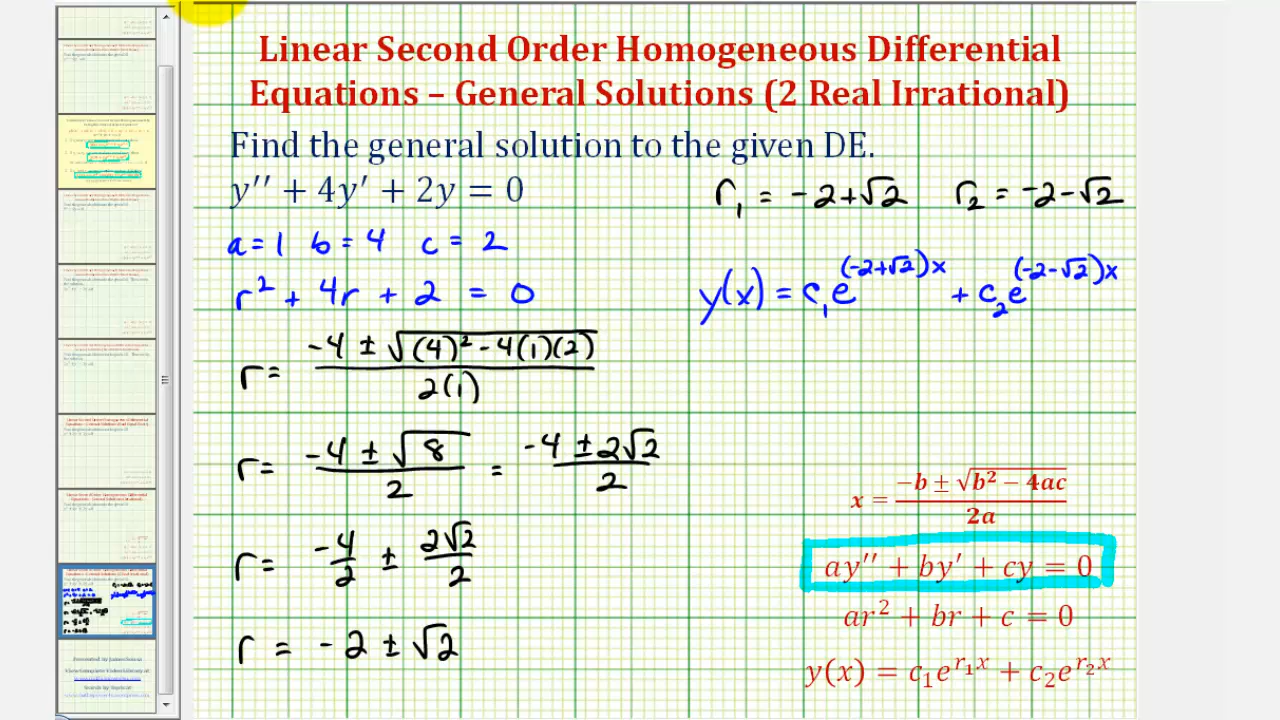 Linear Second Order Homogeneous Differential
Equations – General Solutions (2 Real Irrational)
Find the general solution to the given DE.
y'' + 4y' + 2y = 0
a = 1 b = 4 c = 2
r² + 4r + 2 = 0
r = (-4 ± √((4)² - 4(1)(2))) / 2(1)
r = (-4 ± √8) / 2 = (-4 ± 2√2) / 2
r = -4/2 ± 2√2/2
r = -2 ± √2
r₁ = -2+√2 r₂ = -2-√2
y(x) = c₁e^((-2+√2)x) + c₂e^((-2-√2)x)
x = (-b ± √(b² − 4ac)) / 2a
ay'' + by' + cy = 0
ar² + br + c = 0
y(x) = c₁e^(r₁x) + c₂e^(r₂x)